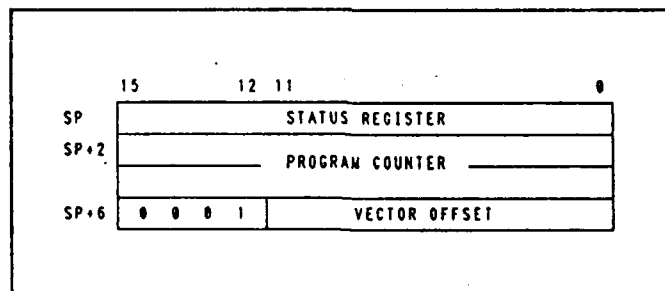 15 12 11 0
SP STATUS REGISTER
SP+2
PROGRAM COUNTER
SP+6 0 0 0 1 VECTOR OFFSET